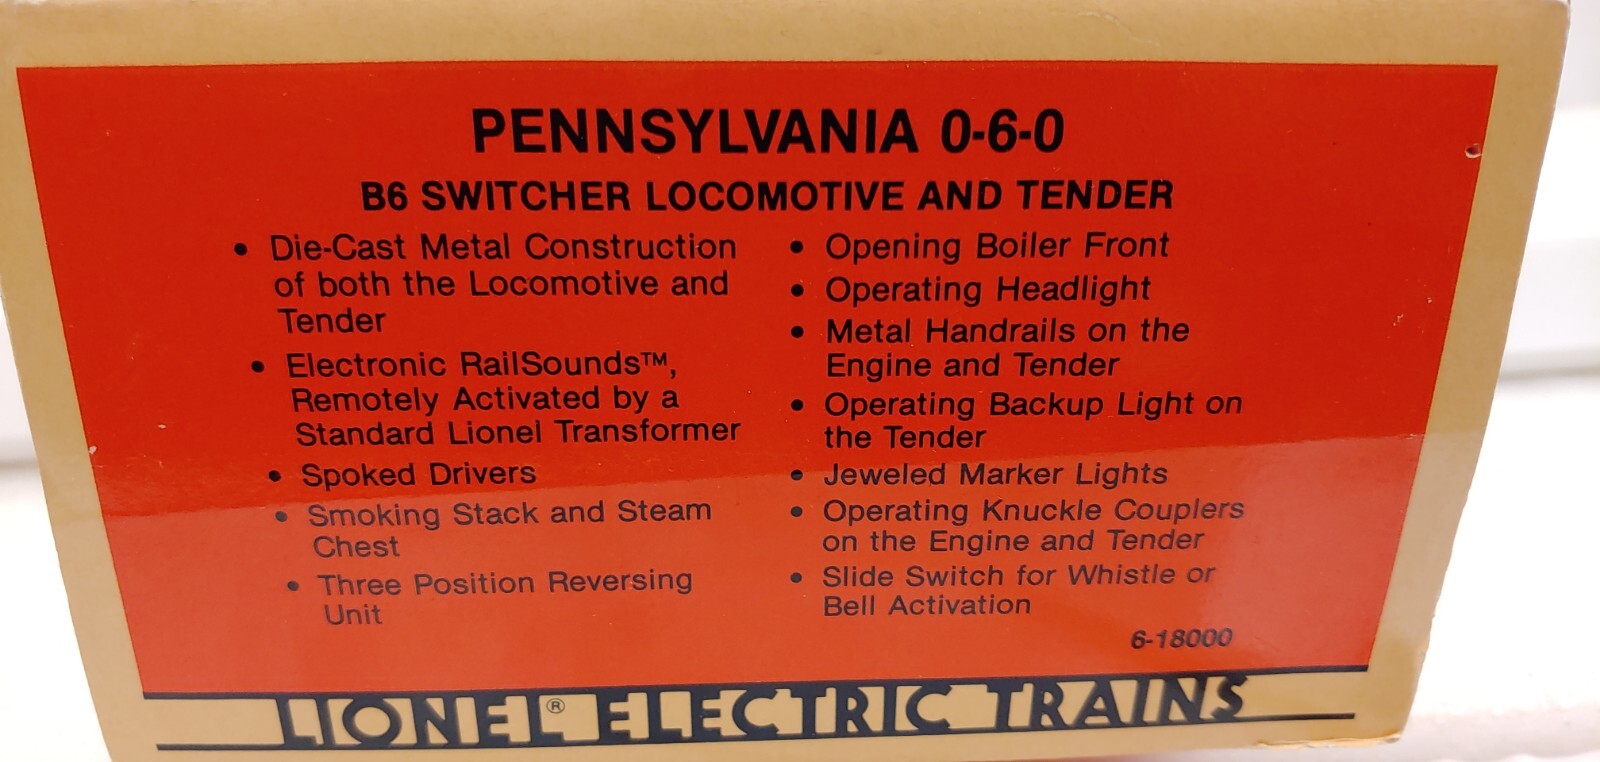 PENNSYLVANIA 0-6-0
B6 SWITCHER LOCOMOTIVE AND TENDER
• Die-Cast Metal Construction
of both the Locomotive and
Tender
• Electronic RailSounds™,
Remotely Activated by a
Standard Lionel Transformer
• Spoked Drivers
• Smoking Stack and Steam
Chest
• Three Position Reversing
Unit
• Opening Boiler Front
• Operating Headlight
• Metal Handrails on the
Engine and Tender
• Operating Backup Light on
the Tender
• Jeweled Marker Lights
• Operating Knuckle Couplers
on the Engine and Tender
• Slide Switch for Whistle or
Bell Activation
6-18000
LIONEL® ELECTRIC TRAINS